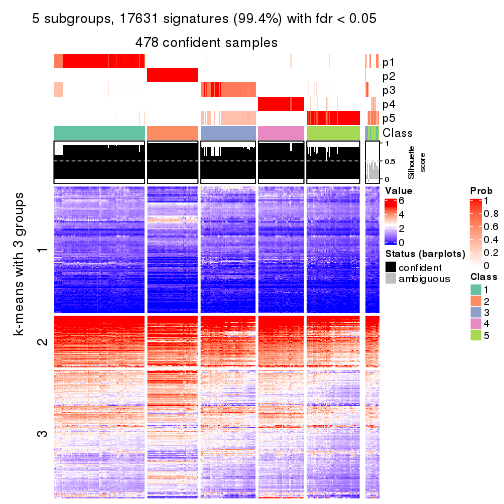 5 subgroups, 17631 signatures (99.4%) with fdr < 0.05
478 confident samples
p1
p2
p3
p4
p5
Class
1
0.5
0
Silhouette
score
k-means with 3 groups
1
2
3
Value
6
4
2
0
Status (barplots)
confident
ambiguous
Prob
1
0.8
0.6
0.4
0.2
0
Class
1
2
3
4
5